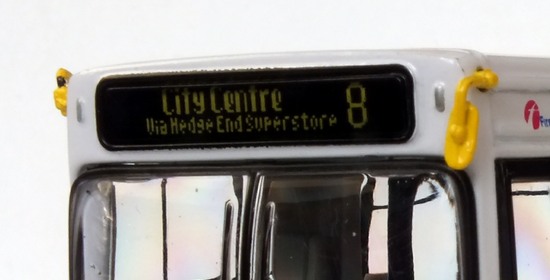 City Centre 8
Via Hedge End Superstore